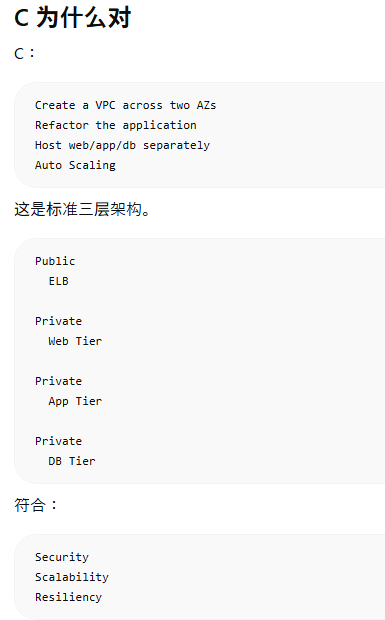 C 为什么对
C：
Create a VPC across two AZs
Refactor the application
Host web/app/db separately
Auto Scaling
这是标准三层架构。
Public
ELB
Private
Web Tier
Private
App Tier
Private
DB Tier
符合：
Security
Scalability
Resiliency